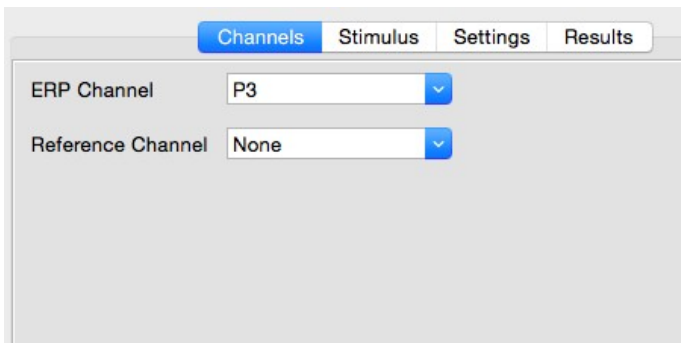 Channels Stimulus Settings Results
ERP Channel P3
Reference Channel None